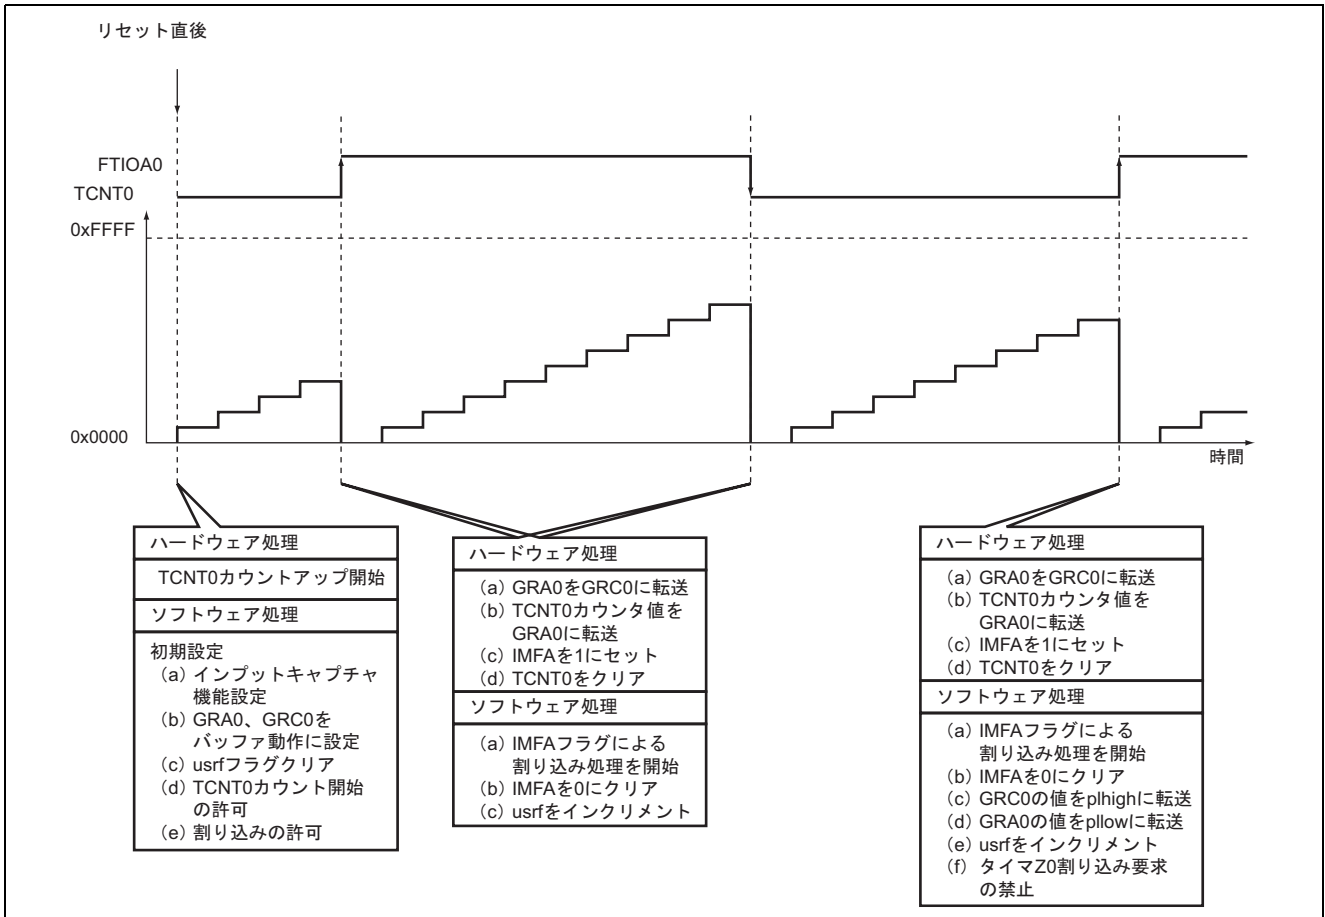 リセット直後
FTIOA0
TCNT0
0xFFFF
0x0000
時間
ハードウェア処理
TCNT0カウントアップ開始
ソフトウェア処理
初期設定
(a) インプットキャプチャ
機能設定
(b) GRA0、GRC0を
バッファ動作に設定
(c) usrfフラグクリア
(d) TCNT0カウント開始
の許可
(e) 割り込みの許可
ハードウェア処理
(a) GRA0をGRC0に転送
(b) TCNT0カウンタ値を
GRA0に転送
(c) IMFAを1にセット
(d) TCNT0をクリア
ソフトウェア処理
(a) IMFAフラグによる
割り込み処理を開始
(b) IMFAを0にクリア
(c) usrfをインクリメント
ハードウェア処理
(a) GRA0をGRC0に転送
(b) TCNT0カウンタ値を
GRA0に転送
(c) IMFAを1にセット
(d) TCNT0をクリア
ソフトウェア処理
(a) IMFAフラグによる
割り込み処理を開始
(b) IMFAを0にクリア
(c) GRC0の値をplhighに転送
(d) GRA0の値をpllowに転送
(e) usrfをインクリメント
(f) タイマZ0割り込み要求
の禁止